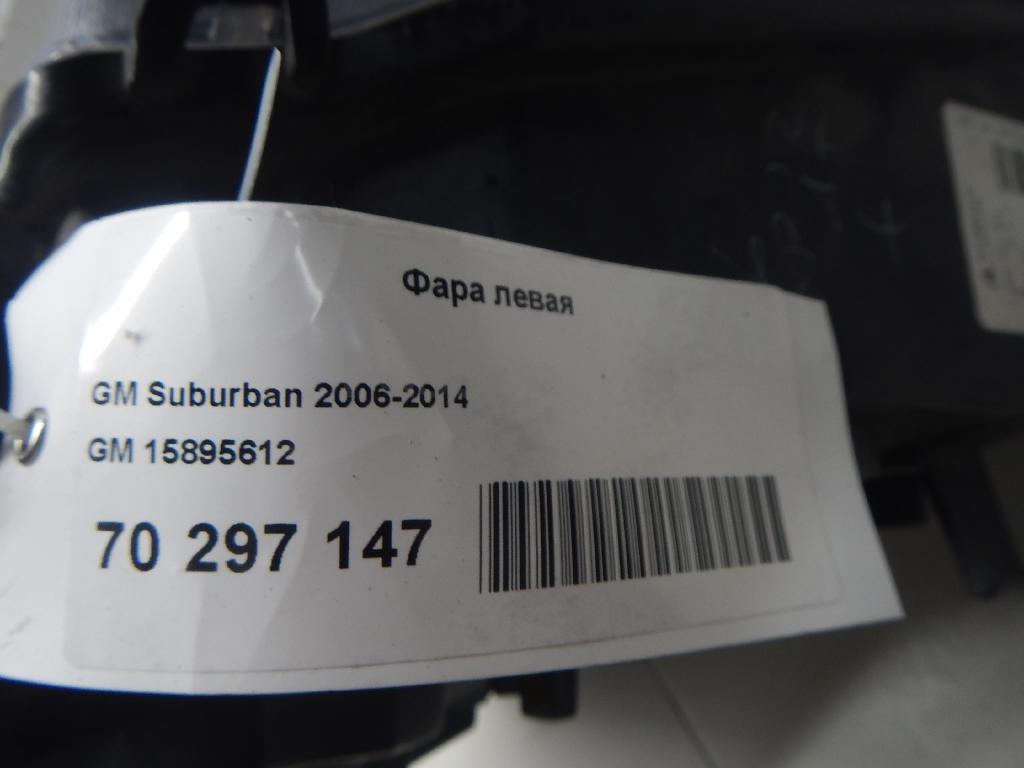 Фара левая
GM Suburban 2006-2014
GM 15895612
70 297 147